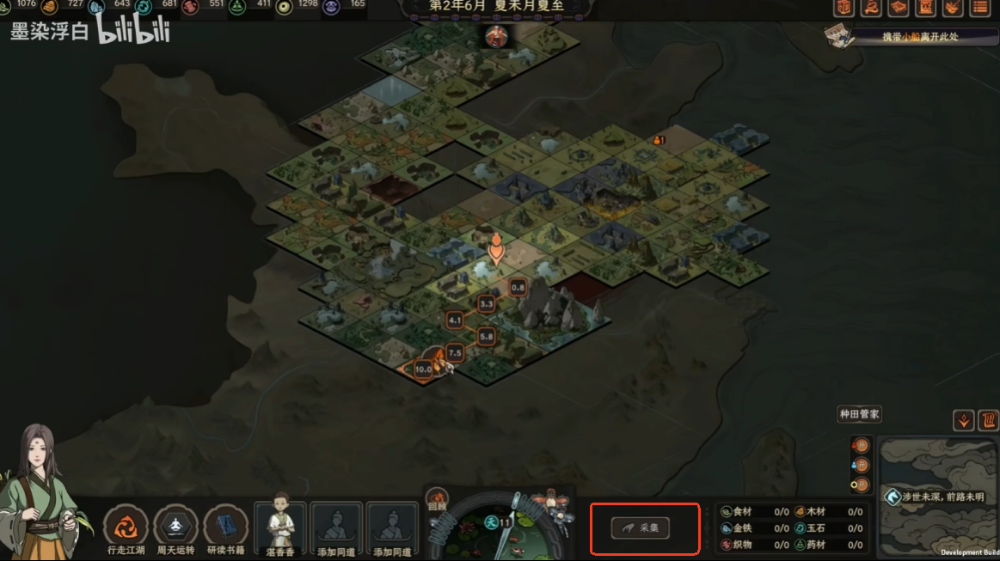 1076 727 643 681 551 411 1298 165
第2年6月 夏未月夏至
墨染浮白 bilibili
携带小船离开此处
1
0.8
3.3
4.1
5.8
7.5
10.0
种田管家
回顾
11
采集
食材 0/0 木材 0/0
金铁 0/0 玉石 0/0
织物 0/0 药材 0/0
涉世未深，前路未明
行走江湖 周天运转 研读书籍 湛香香 添加同道 添加同道
Development Build